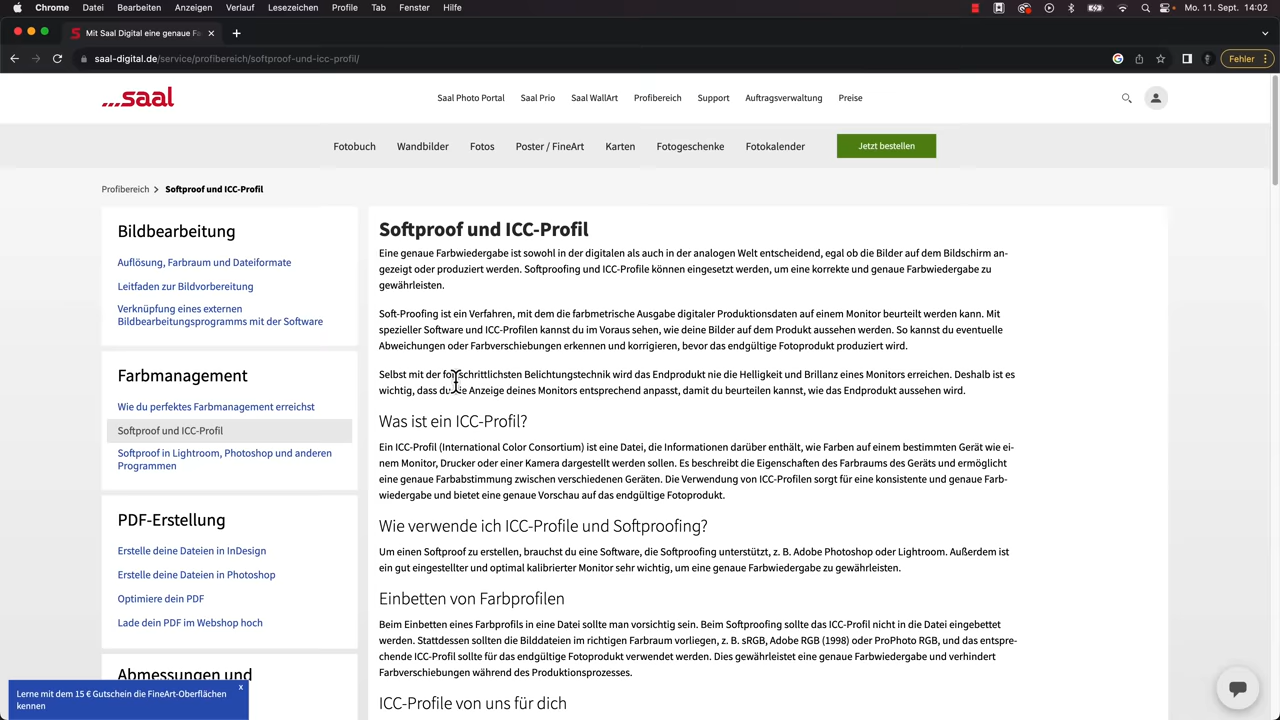 Chrome Datei Bearbeiten Anzeigen Verlauf Lesezeichen Profile Tab Fenster Hilfe Mo. 11. Sept. 14:02
Mit Saal Digital eine genaue Fa
saal-digital.de/service/profibereich/softproof-und-icc-profil/ Fehler
...saal
Saal Photo Portal Saal Prio Saal WallArt Profibereich Support Auftragsverwaltung Preise
Fotobuch Wandbilder Fotos Poster / FineArt Karten Fotogeschenke Fotokalender Jetzt bestellen
Profibereich > Softproof und ICC-Profil
Bildbearbeitung
Auflösung, Farbraum und Dateiformate
Leitfaden zur Bildvorbereitung
Verknüpfung eines externen
Bildbearbeitungsprogramms mit der Software
Farbmanagement
Wie du perfektes Farbmanagement erreichst
Softproof und ICC-Profil
Softproof in Lightroom, Photoshop und anderen
Programmen
PDF-Erstellung
Erstelle deine Dateien in InDesign
Erstelle deine Dateien in Photoshop
Optimiere dein PDF
Lade dein PDF im Webshop hoch
Abmessungen und
Lerne mit dem 15 € Gutschein die FineArt-Oberflächen
kennen
x
Softproof und ICC-Profil
Eine genaue Farbwiedergabe ist sowohl in der digitalen als auch in der analogen Welt entscheidend, egal ob die Bilder auf dem Bildschirm an-
gezeigt oder produziert werden. Softproofing und ICC-Profile können eingesetzt werden, um eine korrekte und genaue Farbwiedergabe zu
gewährleisten.
Soft-Proofing ist ein Verfahren, mit dem die farbmetrische Ausgabe digitaler Produktionsdaten auf einem Monitor beurteilt werden kann. Mit
spezieller Software und ICC-Profilen kannst du im Voraus sehen, wie deine Bilder auf dem Produkt aussehen werden. So kannst du eventuelle
Abweichungen oder Farbverschiebungen erkennen und korrigieren, bevor das endgültige Fotoprodukt produziert wird.
Selbst mit der fortschrittlichsten Belichtungstechnik wird das Endprodukt nie die Helligkeit und Brillanz eines Monitors erreichen. Deshalb ist es
wichtig, dass du die Anzeige deines Monitors entsprechend anpasst, damit du beurteilen kannst, wie das Endprodukt aussehen wird.
Was ist ein ICC-Profil?
Ein ICC-Profil (International Color Consortium) ist eine Datei, die Informationen darüber enthält, wie Farben auf einem bestimmten Gerät wie ei-
nem Monitor, Drucker oder einer Kamera dargestellt werden sollen. Es beschreibt die Eigenschaften des Farbraums des Geräts und ermöglicht
eine genaue Farbabstimmung zwischen verschiedenen Geräten. Die Verwendung von ICC-Profilen sorgt für eine konsistente und genaue Farb-
wiedergabe und bietet eine genaue Vorschau auf das endgültige Fotoprodukt.
Wie verwende ich ICC-Profile und Softproofing?
Um einen Softproof zu erstellen, brauchst du eine Software, die Softproofing unterstützt, z. B. Adobe Photoshop oder Lightroom. Außerdem ist
ein gut eingestellter und optimal kalibrierter Monitor sehr wichtig, um eine genaue Farbwiedergabe zu gewährleisten.
Einbetten von Farbprofilen
Beim Einbetten eines Farbprofils in eine Datei sollte man vorsichtig sein. Beim Softproofing sollte das ICC-Profil nicht in die Datei eingebettet
werden. Stattdessen sollten die Bilddateien im richtigen Farbraum vorliegen, z. B. sRGB, Adobe RGB (1998) oder ProPhoto RGB, und das entspre-
chende ICC-Profil sollte für das endgültige Fotoprodukt verwendet werden. Dies gewährleistet eine genaue Farbwiedergabe und verhindert
Farbverschiebungen während des Produktionsprozesses.
ICC-Profile von uns für dich